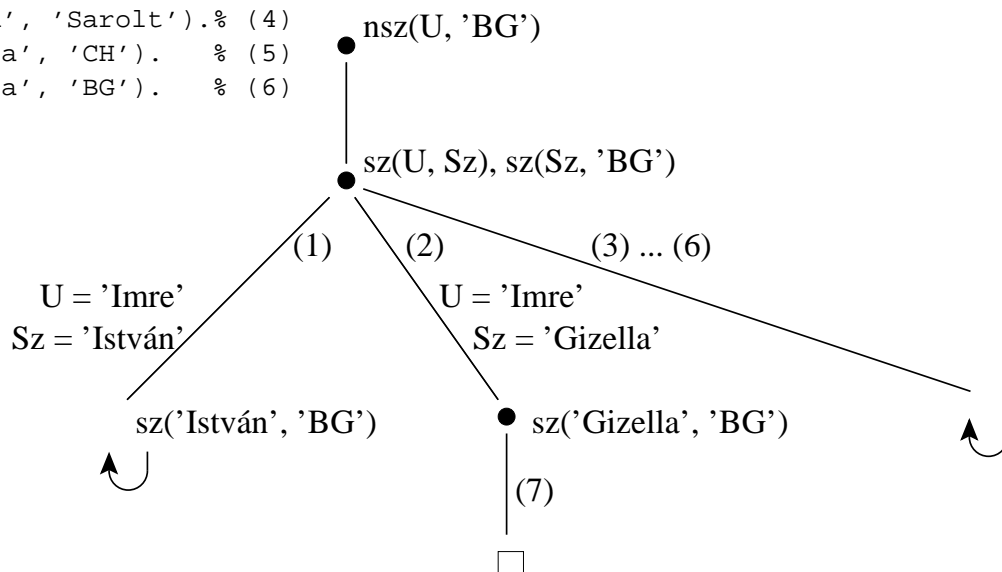 ', 'Sarolt').% (4)
a', 'CH'). % (5)
a', 'BG'). % (6)
nsz(U, ’BG’)
sz(U, Sz), sz(Sz, ’BG’)
(1) (2) (3) ... (6)
U = ’Imre’ U = ’Imre’
Sz = ’István’ Sz = ’Gizella’
sz(’István’, ’BG’) sz(’Gizella’, ’BG’)
(7)